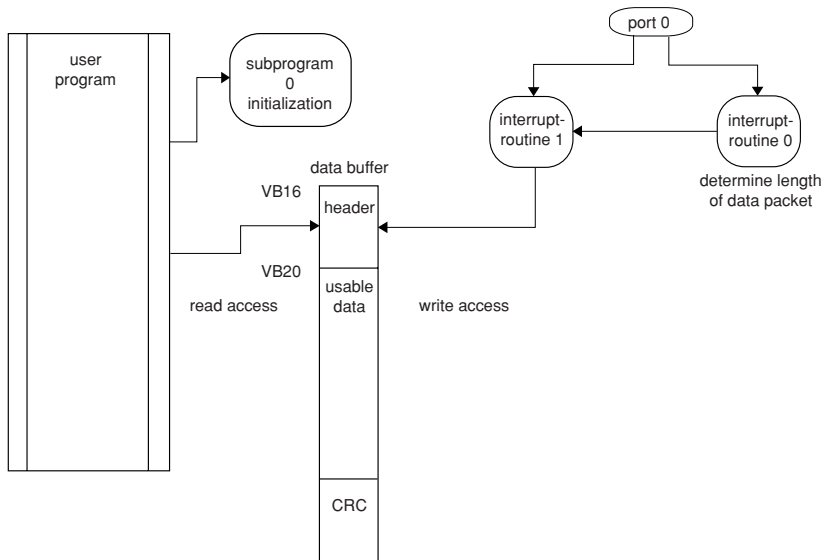 port 0
user
program
subprogram
0
initialization
interrupt-
routine 1
interrupt-
routine 0
determine length
of data packet
data buffer
VB16
header
VB20
usable
data
read access
write access
CRC